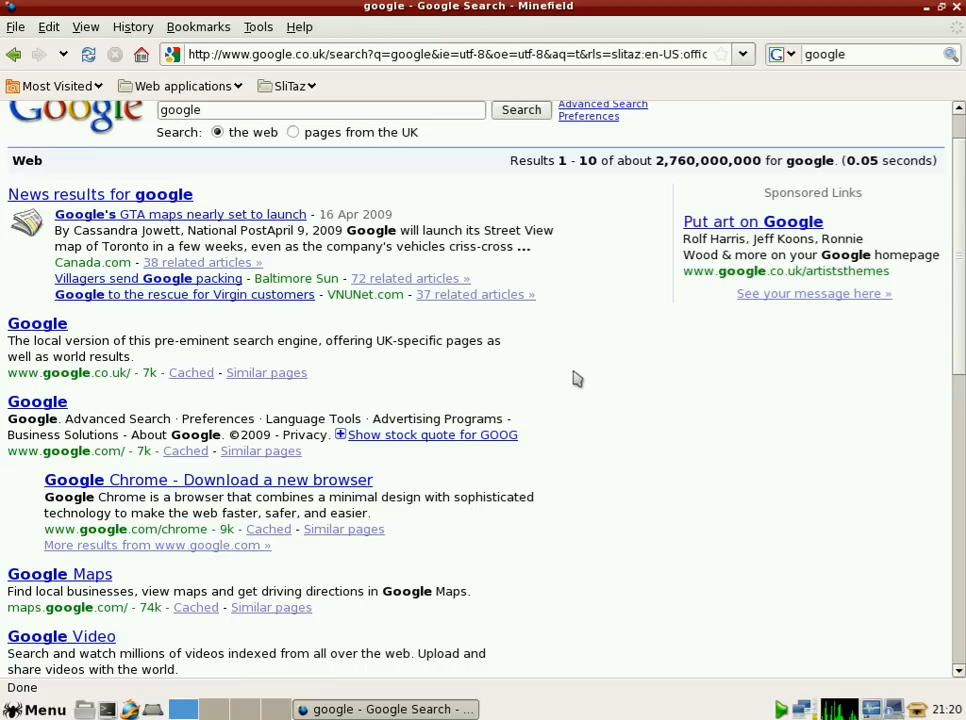 google - Google Search - Minefield
File Edit View History Bookmarks Tools Help
http://www.google.co.uk/search?q=google&ie=utf-8&oe=utf-8&aq=t&rls=slitaz:en-US:offic
G google
Most Visited Web applications SliTaz
Google google Search Advanced Search
Preferences
Search: the web pages from the UK
Web Results 1 - 10 of about 2,760,000,000 for google. (0.05 seconds)
News results for google
Google's GTA maps nearly set to launch - 16 Apr 2009
By Cassandra Jowett, National PostApril 9, 2009 Google will launch its Street View
map of Toronto in a few weeks, even as the company's vehicles criss-cross ...
Canada.com - 38 related articles »
Villagers send Google packing - Baltimore Sun - 72 related articles »
Google to the rescue for Virgin customers - VNUNet.com - 37 related articles »
Sponsored Links
Put art on Google
Rolf Harris, Jeff Koons, Ronnie
Wood & more on your Google homepage
www.google.co.uk/artiststhemes
See your message here »
Google
The local version of this pre-eminent search engine, offering UK-specific pages as
well as world results.
www.google.co.uk/ - 7k - Cached - Similar pages
Google
Google. Advanced Search · Preferences · Language Tools · Advertising Programs -
Business Solutions - About Google. ©2009 - Privacy. Show stock quote for GOOG
www.google.com/ - 7k - Cached - Similar pages
Google Chrome - Download a new browser
Google Chrome is a browser that combines a minimal design with sophisticated
technology to make the web faster, safer, and easier.
www.google.com/chrome - 9k - Cached - Similar pages
More results from www.google.com »
Google Maps
Find local businesses, view maps and get driving directions in Google Maps.
maps.google.com/ - 74k - Cached - Similar pages
Google Video
Search and watch millions of videos indexed from all over the web. Upload and
share videos with the world.
Done
Menu google - Google Search - ... 21:20